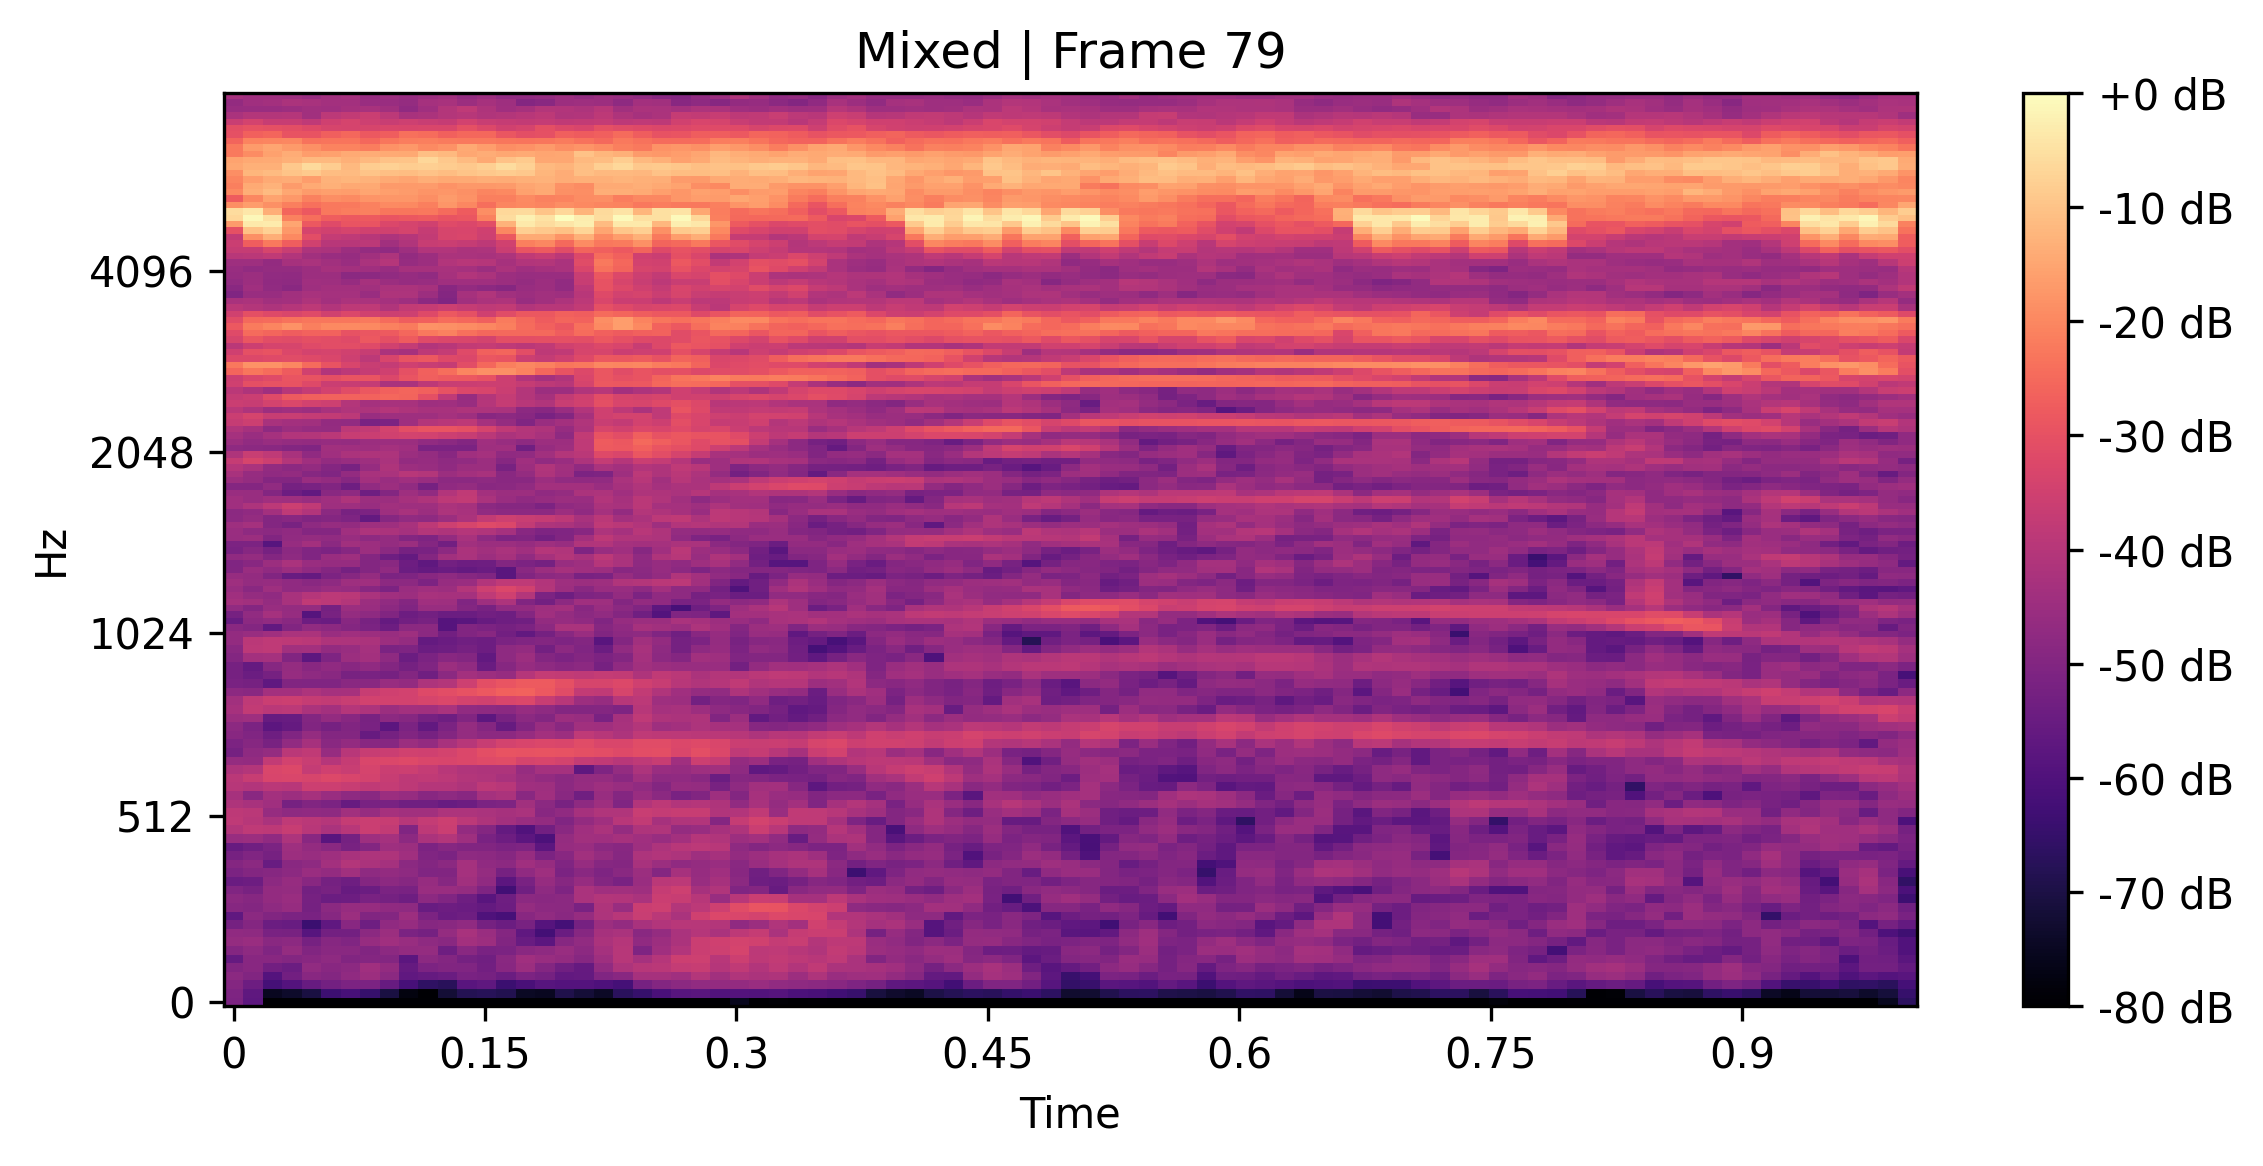 Mixed | Frame 79
+0 dB
-10 dB
4096
-20 dB
-30 dB
2048
Hz
-40 dB
1024
-50 dB
512
-60 dB
-70 dB
0
-80 dB
0 0.15 0.3 0.45 0.6 0.75 0.9
Time